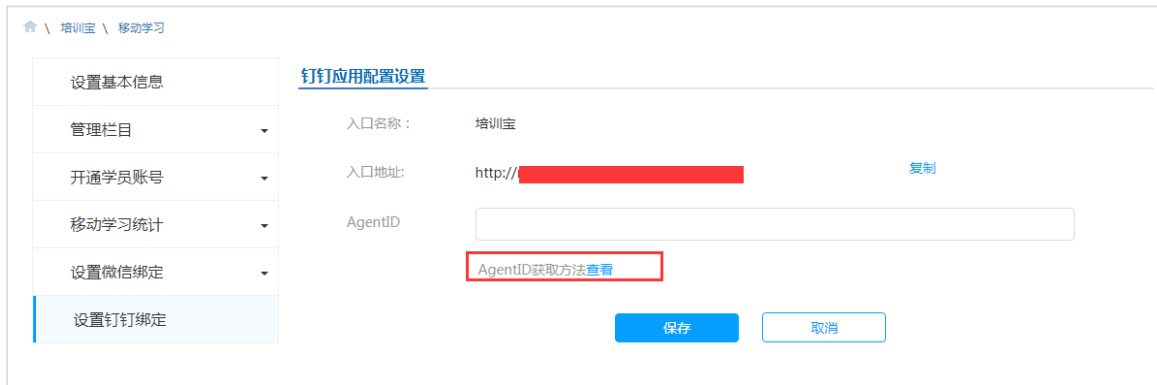 \ 培训宝 \ 移动学习
设置基本信息
管理栏目
开通学员账号
移动学习统计
设置微信绑定
设置钉钉绑定
钉钉应用配置设置
入口名称： 培训宝
入口地址: http:// 复制
AgentID
AgentID获取方法查看
保存 取消